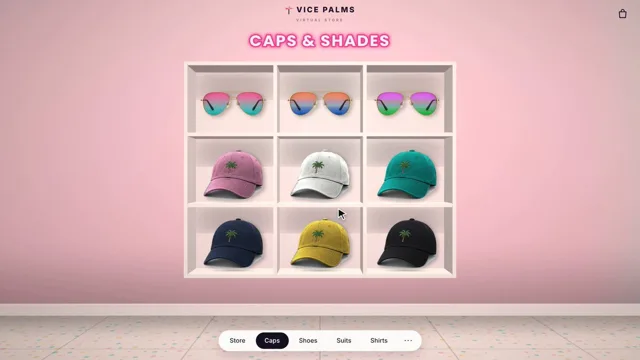 VICE PALMS
VIRTUAL STORE
CAPS & SHADES
Store Caps Shoes Suits Shirts ...